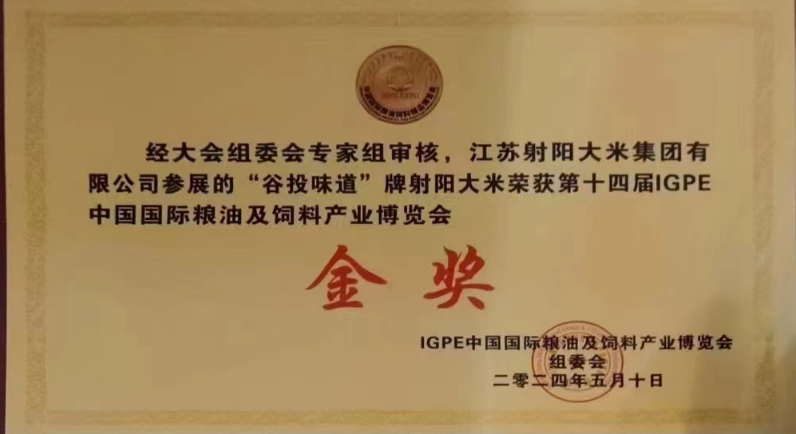 经大会组委会专家组审核，江苏射阳大米集团有
限公司参展的“谷投味道”牌射阳大米荣获第十四届IGPE
中国国际粮油及饲料产业博览会
金奖
IGPE中国国际粮油及饲料产业博览会
组委会
二零二四年五月十日